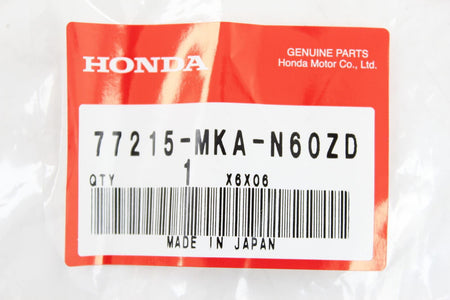 HONDA
GENUINE PARTS
Honda Motor Co., Ltd.
77215-MKA-N60ZD
QTY 1 X6X06
MADE IN JAPAN